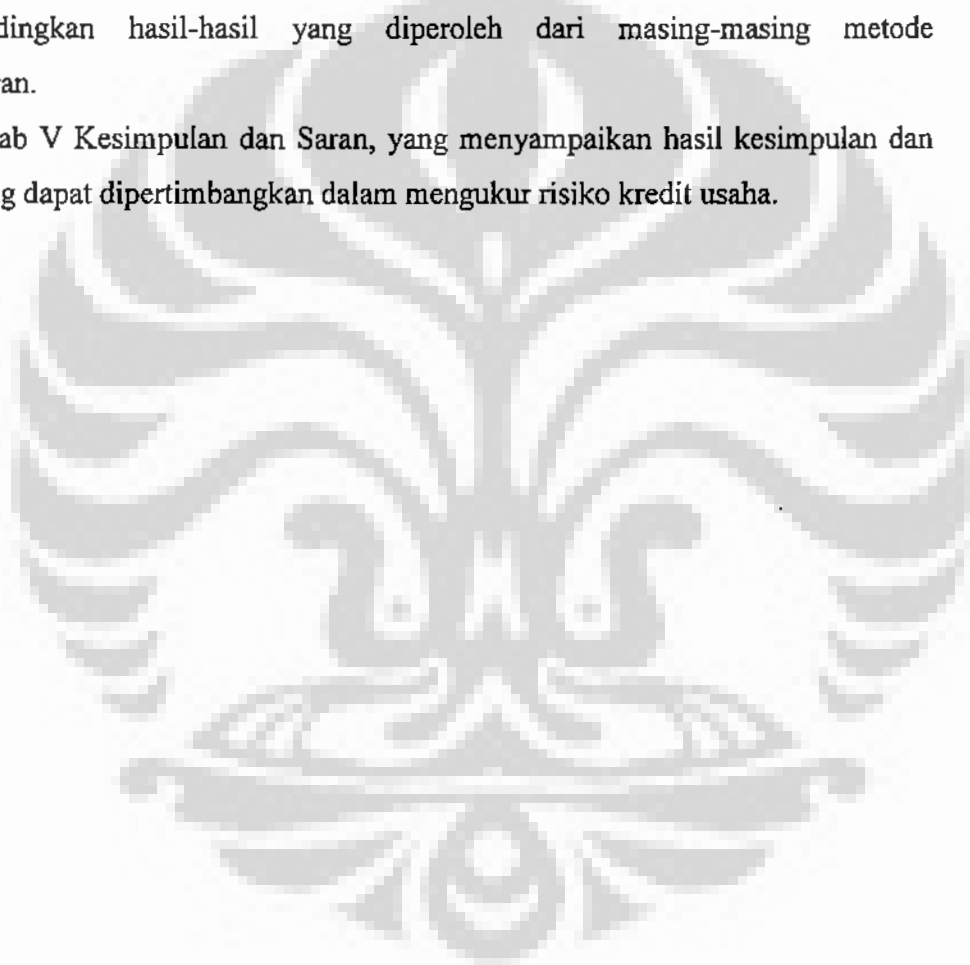 dingkan hasil-hasil yang diperoleh dari masing-masing metode
an.
ab V Kesimpulan dan Saran, yang menyampaikan hasil kesimpulan dan
g dapat dipertimbangkan dalam mengukur risiko kredit usaha.